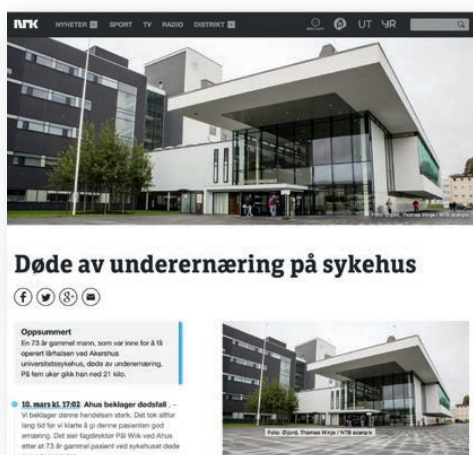 NRK NYHETER SPORT TV RADIO DISTRIKT UT YR
Foto: Øijord, Thomas Winje / NTB scanpix
Døde av underernæring på sykehus
Oppsummert
En 73 år gammel mann, som var inne for å få
operert lårhalsen ved Akershus
universitetssykehus, døde av underernæring.
På fem uker gikk han ned 21 kilo.
10. mars kl. 17:02 Ahus beklager dødsfall –
Vi beklager denne hendelsen sterkt. Det tok altfor
lang tid før vi klarte å gi denne pasienten god
ernæring. Det sier fagdirektør Pål Wiik ved Ahus
etter at 73 år gammel pasient ved sykehuset døde
Foto: Øijord, Thomas Winje / NTB scanpix